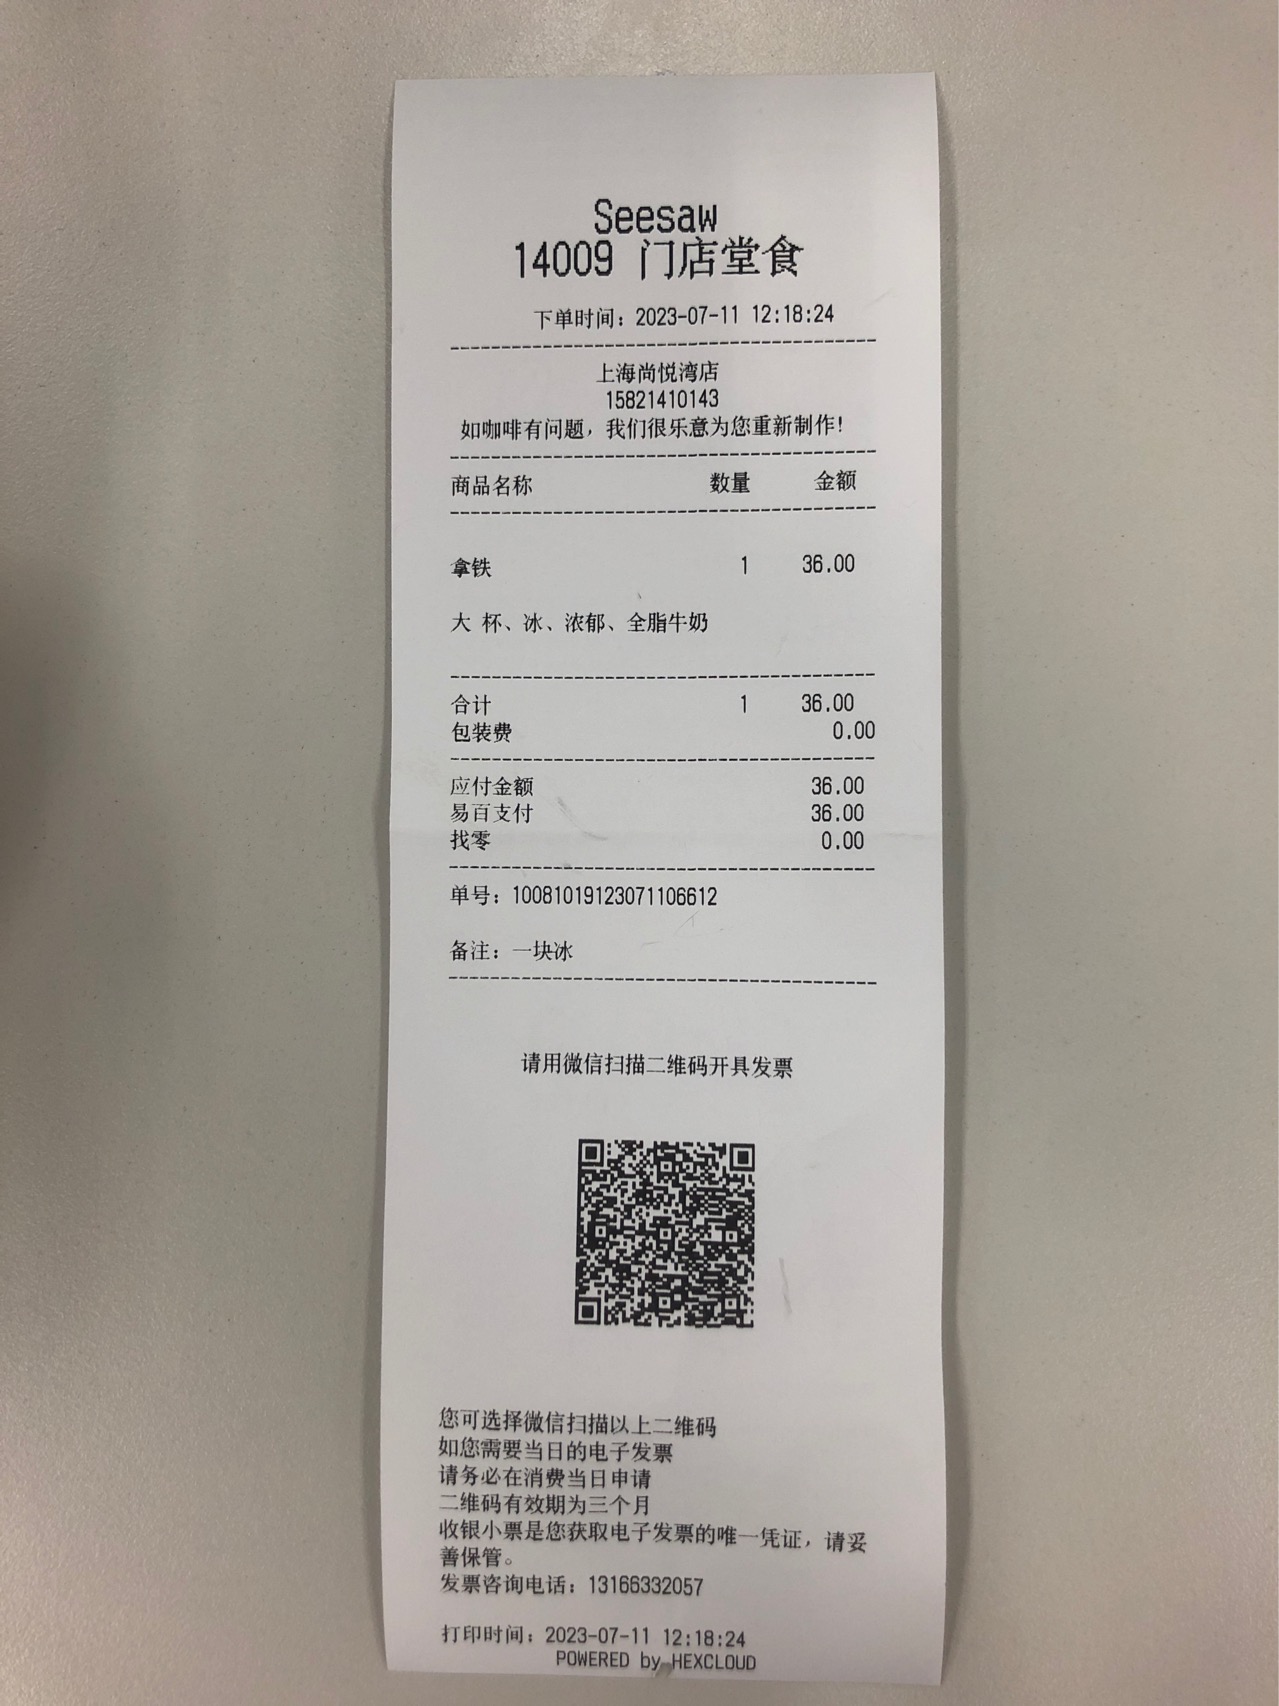 Seesaw
14009 门店堂食
下单时间：2023-07-11 12:18:24
上海尚悦湾店
15821410143
如咖啡有问题，我们很乐意为您重新制作！
商品名称 数量 金额
拿铁 1 36.00
大 杯、冰、浓郁、全脂牛奶
合计 1 36.00
包装费 0.00
应付金额 36.00
易百支付 36.00
找零 0.00
单号：10081019123071106612
备注：一块冰
请用微信扫描二维码开具发票
您可选择微信扫描以上二维码
如您需要当日的电子发票
请务必在消费当日申请
二维码有效期为三个月
收银小票是您获取电子发票的唯一凭证，请妥
善保管。
发票咨询电话：13166332057
打印时间：2023-07-11 12:18:24
POWERED by HEXCLOUD